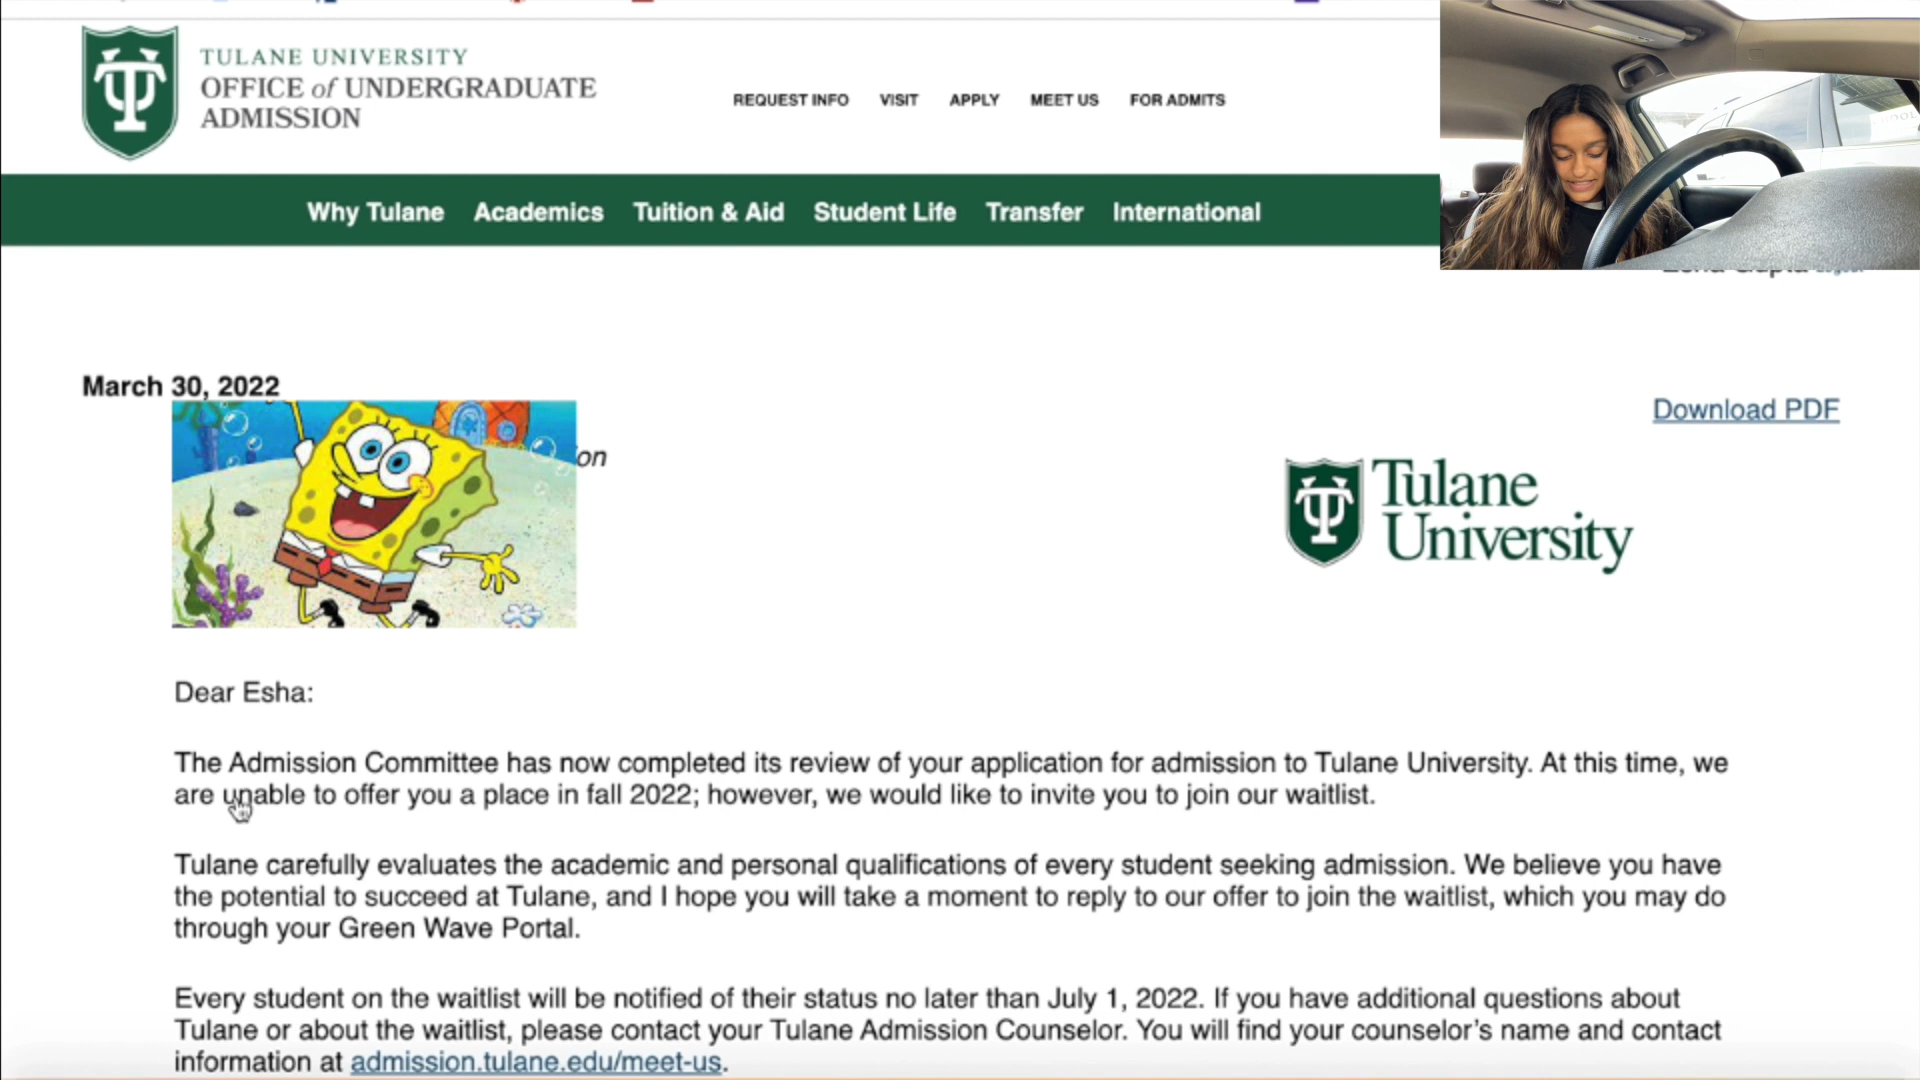 TULANE UNIVERSITY
OFFICE of UNDERGRADUATE
ADMISSION
REQUEST INFO VISIT APPLY MEET US FOR ADMITS
Why Tulane Academics Tuition & Aid Student Life Transfer International
March 30, 2022
Download PDF
on
Tulane
University
Dear Esha:
The Admission Committee has now completed its review of your application for admission to Tulane University. At this time, we
are unable to offer you a place in fall 2022; however, we would like to invite you to join our waitlist.
Tulane carefully evaluates the academic and personal qualifications of every student seeking admission. We believe you have
the potential to succeed at Tulane, and I hope you will take a moment to reply to our offer to join the waitlist, which you may do
through your Green Wave Portal.
Every student on the waitlist will be notified of their status no later than July 1, 2022. If you have additional questions about
Tulane or about the waitlist, please contact your Tulane Admission Counselor. You will find your counselor's name and contact
information at admission.tulane.edu/meet-us.